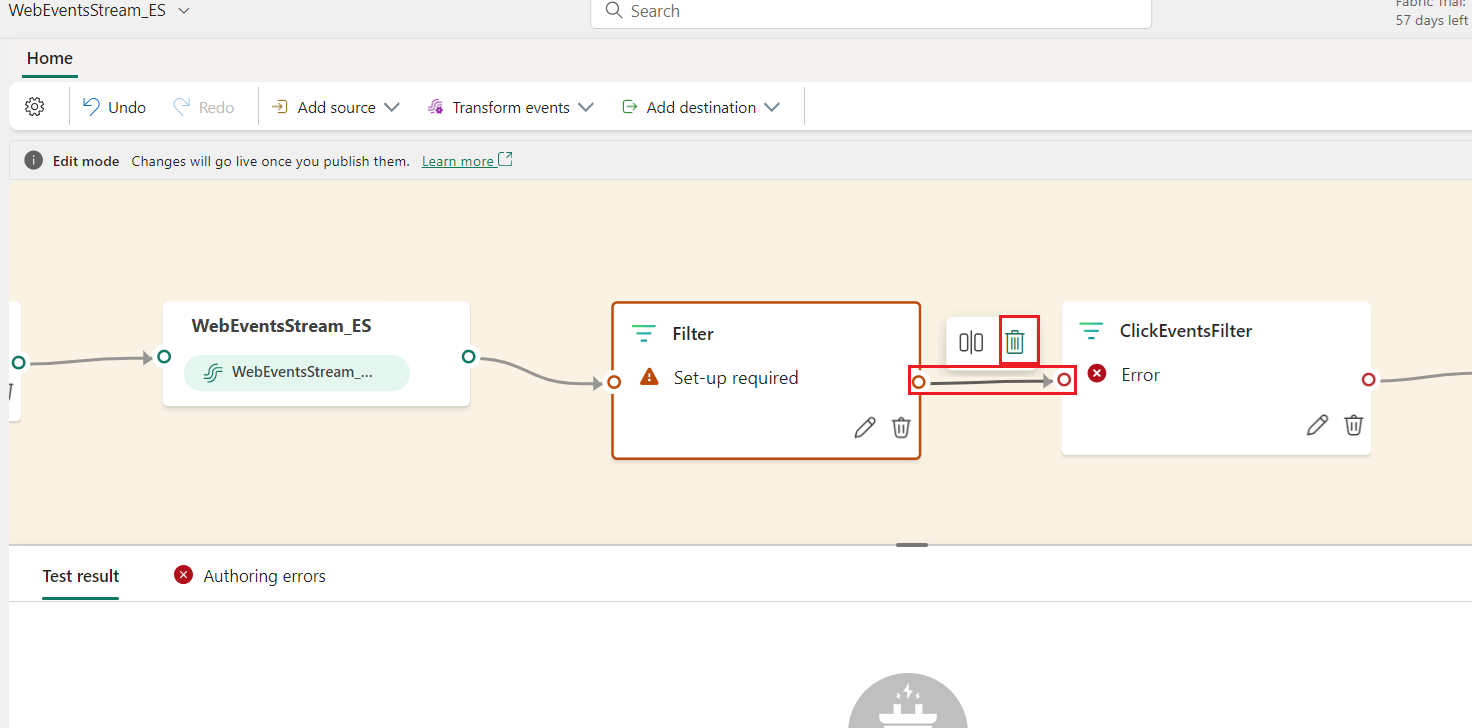 WebEventsStream_ES
Search
Fabric Trial:
57 days left
Home
Undo
Redo
Add source
Transform events
Add destination
Edit mode Changes will go live once you publish them. Learn more
WebEventsStream_ES
WebEventsStream_...
Filter
Set-up required
ClickEventsFilter
Error
Test result
Authoring errors